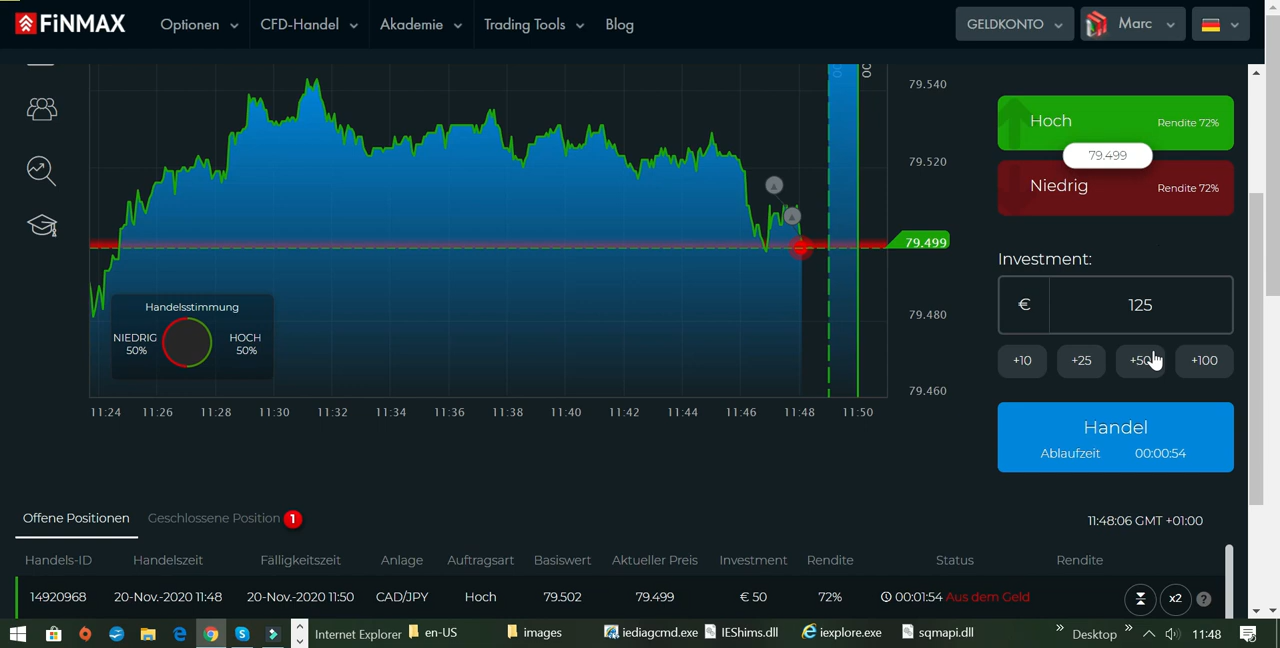 FiNMAX Optionen CFD-Handel Akademie Trading Tools Blog GELDKONTO Marc
79.540
79.520
79.499
79.480
79.460
Handelsstimmung
NIEDRIG 50%
HOCH 50%
11:24 11:26 11:28 11:30 11:32 11:34 11:36 11:38 11:40 11:42 11:44 11:46 11:48 11:50
Hoch Rendite 72%
79.499
Niedrig Rendite 72%
Investment:
€ 125
+10 +25 +50 +100
Handel
Ablaufzeit 00:00:54
Offene Positionen Geschlossene Position 1 11:48:06 GMT +01:00
Handels-ID Handelszeit Fälligkeitszeit Anlage Auftragsart Basiswert Aktueller Preis Investment Rendite Status Rendite
14920968 20-Nov.-2020 11:48 20-Nov.-2020 11:50 CAD/JPY Hoch 79.502 79.499 € 50 72% 00:01:54 Aus dem Geld x2 ?
Internet Explorer en-US images iediagcmd.exe IEShims.dll iexplore.exe sqmapi.dll » Desktop » 11:48